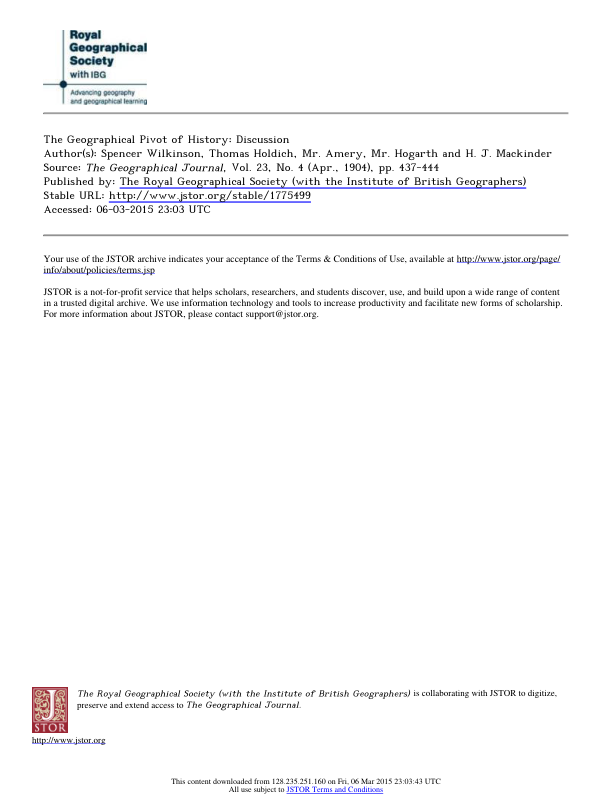 Royal
Geographical
Society
with IBG
Advancing geography
and geographical learning
The Geographical Pivot of History: Discussion
Author(s): Spencer Wilkinson, Thomas Holdich, Mr. Amery, Mr. Hogarth and H. J. Mackinder
Source: The Geographical Journal, Vol. 23, No. 4 (Apr., 1904), pp. 437-444
Published by: The Royal Geographical Society (with the Institute of British Geographers)
Stable URL: http://www.jstor.org/stable/1775499
Accessed: 06-03-2015 23:03 UTC
Your use of the JSTOR archive indicates your acceptance of the Terms & Conditions of Use, available at http://www.jstor.org/page/
info/about/policies/terms.jsp
JSTOR is a not-for-profit service that helps scholars, researchers, and students discover, use, and build upon a wide range of content
in a trusted digital archive. We use information technology and tools to increase productivity and facilitate new forms of scholarship.
For more information about JSTOR, please contact support@jstor.org.
The Royal Geographical Society (with the Institute of British Geographers) is collaborating with JSTOR to digitize,
preserve and extend access to The Geographical Journal.
JSTOR
http://www.jstor.org
This content downloaded from 128.235.251.160 on Fri, 06 Mar 2015 23:03:43 UTC
All use subject to JSTOR Terms and Conditions